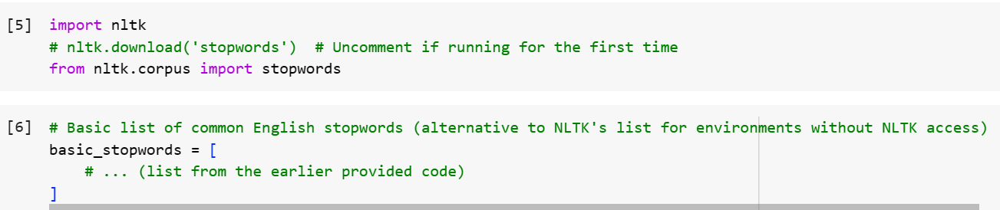 [5] import nltk
# nltk.download('stopwords')  # Uncomment if running for the first time
from nltk.corpus import stopwords
[6] # Basic list of common English stopwords (alternative to NLTK's list for environments without NLTK access)
basic_stopwords = [
    # ... (list from the earlier provided code)
]